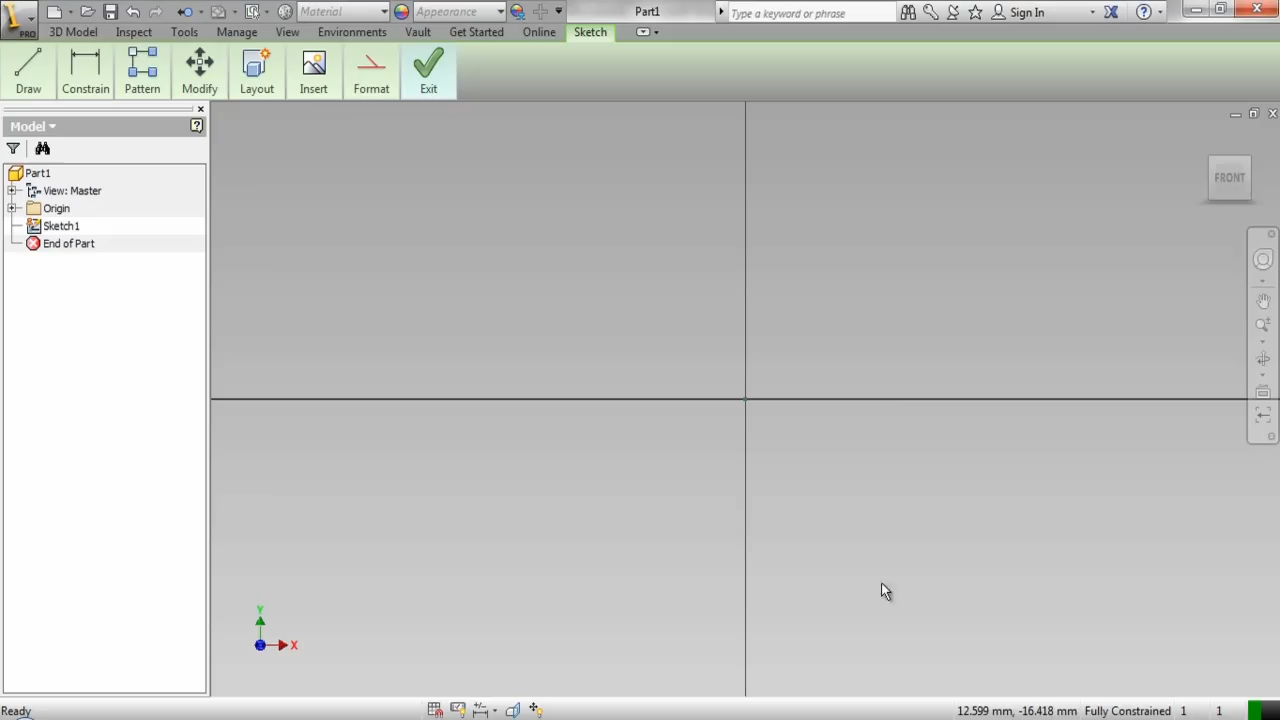 PRO
Material
Appearance
Part1
Type a keyword or phrase
Sign In
3D Model
Inspect
Tools
Manage
View
Environments
Vault
Get Started
Online
Sketch
Draw
Constrain
Pattern
Modify
Layout
Insert
Format
Exit
Model
Part1
View: Master
Origin
Sketch1
End of Part
FRONT
Y
X
Ready
12.599 mm, -16.418 mm
Fully Constrained
1
1